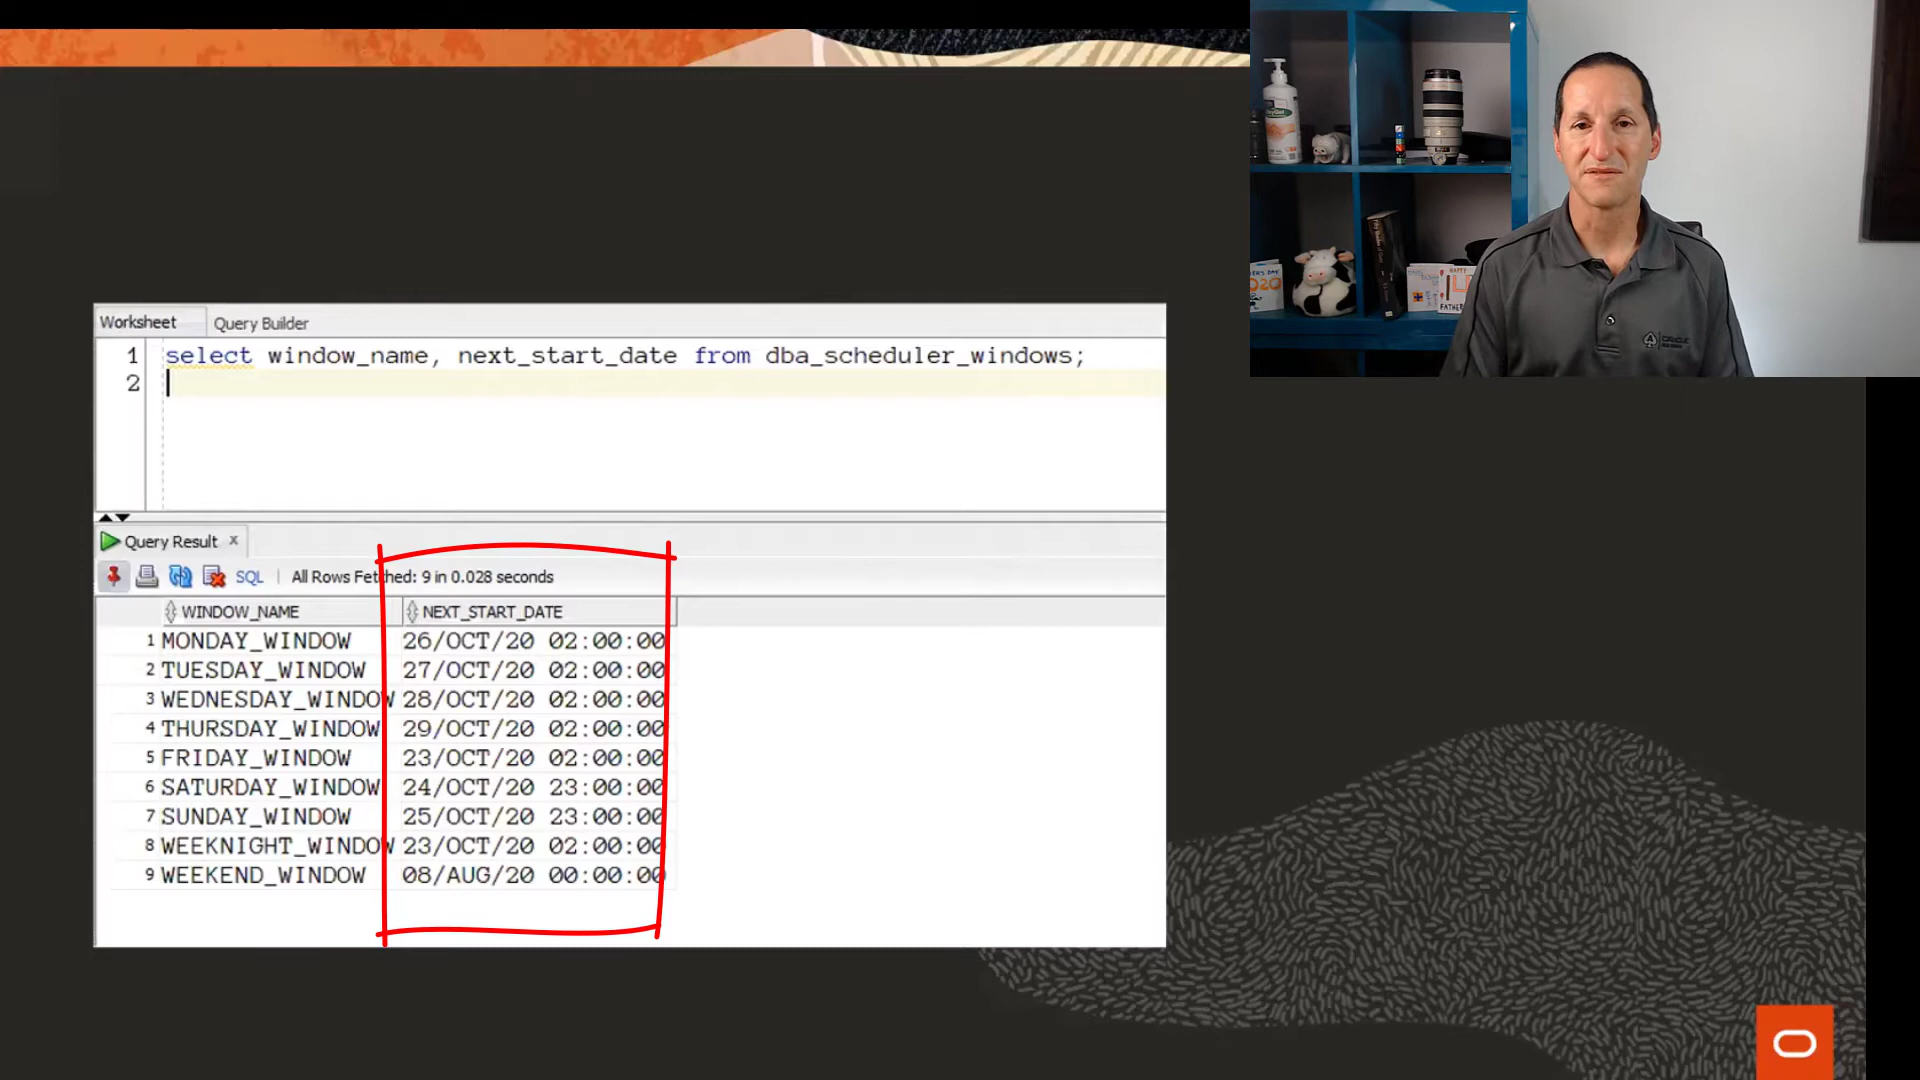 Worksheet Query Builder
1 select window_name, next_start_date from dba_scheduler_windows;
2
Query Result x
SQL | All Rows Fetched: 9 in 0.028 seconds
WINDOW_NAME NEXT_START_DATE
1 MONDAY_WINDOW 26/OCT/20 02:00:00
2 TUESDAY_WINDOW 27/OCT/20 02:00:00
3 WEDNESDAY_WINDOW 28/OCT/20 02:00:00
4 THURSDAY_WINDOW 29/OCT/20 02:00:00
5 FRIDAY_WINDOW 23/OCT/20 02:00:00
6 SATURDAY_WINDOW 24/OCT/20 23:00:00
7 SUNDAY_WINDOW 25/OCT/20 23:00:00
8 WEEKNIGHT_WINDOW 23/OCT/20 02:00:00
9 WEEKEND_WINDOW 08/AUG/20 00:00:00
HAPPY